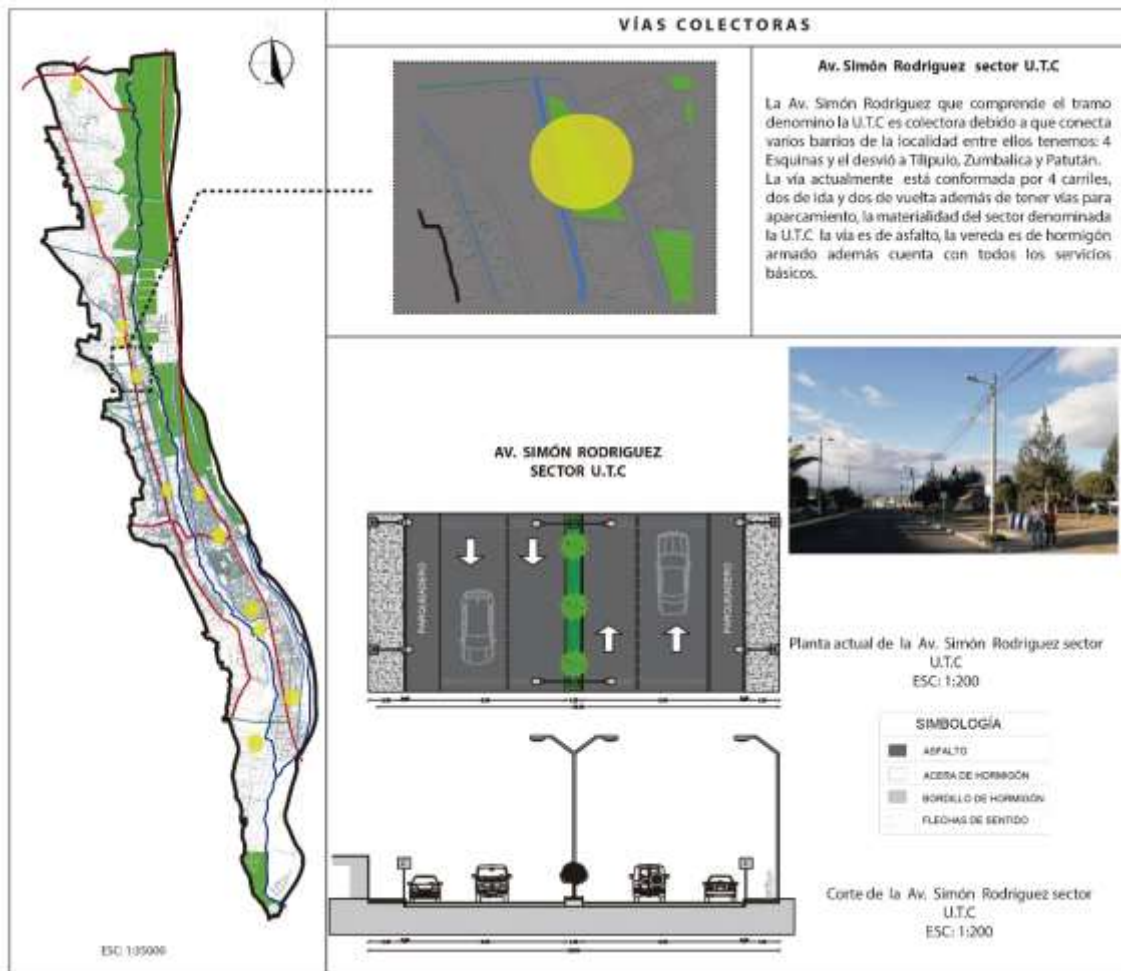 VÍAS COLECTORAS
Av. Simón Rodriguez sector U.T.C
La Av. Simón Rodriguez que comprende el tramo
denomino la U.T.C es colectora debido a que conecta
varios barrios de la localidad entre ellos tenemos: 4
Esquinas y el desvió a Tilipulo, Zumbalica y Patután.
La vía actualmente está conformada por 4 carriles,
dos de ida y dos de vuelta además de tener vías para
aparcamiento, la materialidad del sector denominada
la U.T.C la vía es de asfalto, la vereda es de hormigón
armado además cuenta con todos los servicios
básicos.
AV. SIMÓN RODRIGUEZ
SECTOR U.T.C
PARQUEADERO
PARQUEADERO
Planta actual de la Av. Simón Rodriguez sector
U.T.C
ESC: 1:200
SIMBOLOGÍA
ASFALTO
ACERA DE HORMIGÓN
BORDILLO DE HORMIGÓN
FLECHAS DE SENTIDO
Corte de la Av. Simón Rodriguez sector
U.T.C
ESC: 1:200
ESC: 1:35000